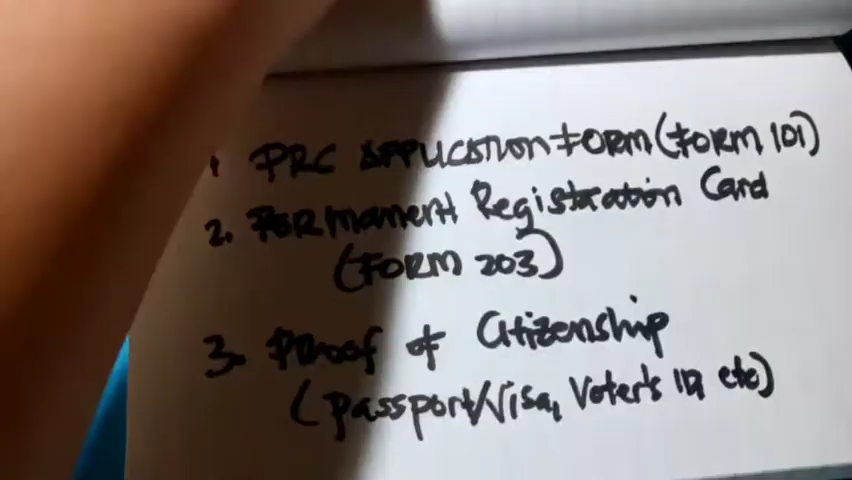 1. PRC APPLICATION FORM (FORM 101)
2. PERMANENT Registration Card
(FORM 203)
3. PROOF of Citizenship
(passport/Visa, Voter's ID, etc)